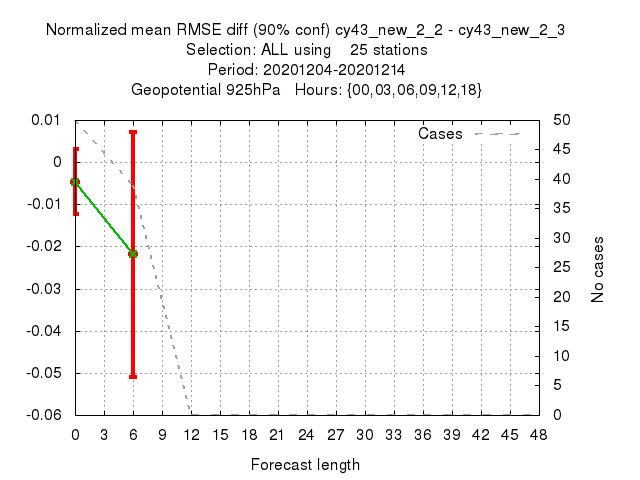 Normalized mean RMSE diff (90% conf) cy43_new_2_2 - cy43_new_2_3
Selection: ALL using 25 stations
Period: 20201204-20201214
Geopotential 925hPa Hours: {00,03,06,09,12,18}
Cases
0.01
0
-0.01
-0.02
-0.03
-0.04
-0.05
-0.06
50
45
40
35
30
25
20
15
10
5
0
No cases
0 3 6 9 12 15 18 21 24 27 30 33 36 39 42 45 48
Forecast length